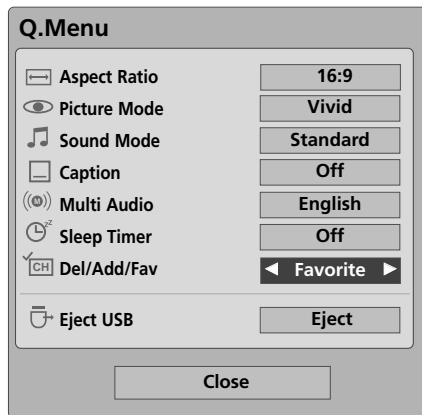 Q.Menu
Aspect Ratio 16:9
Picture Mode Vivid
Sound Mode Standard
Caption Off
((M)) Multi Audio English
zz Sleep Timer Off
CH Del/Add/Fav ◀ Favorite ▶
Eject USB Eject
Close